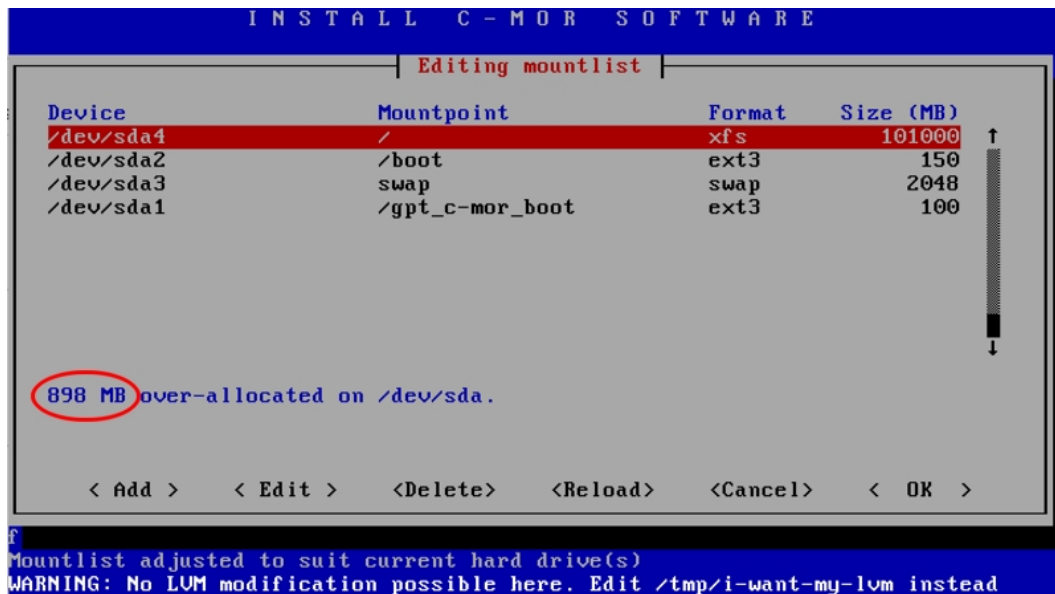 INSTALL C-MOR SOFTWARE
Editing mountlist
Device Mountpoint Format Size (MB)
/dev/sda4 / xfs 101000
/dev/sda2 /boot ext3 150
/dev/sda3 swap swap 2048
/dev/sda1 /gpt_c-mor_boot ext3 100
898 MB over-allocated on /dev/sda.
< Add > < Edit > <Delete> <Reload> <Cancel> < OK >
f
Mountlist adjusted to suit current hard drive(s)
WARNING: No LVM modification possible here. Edit /tmp/i-want-my-lvm instead